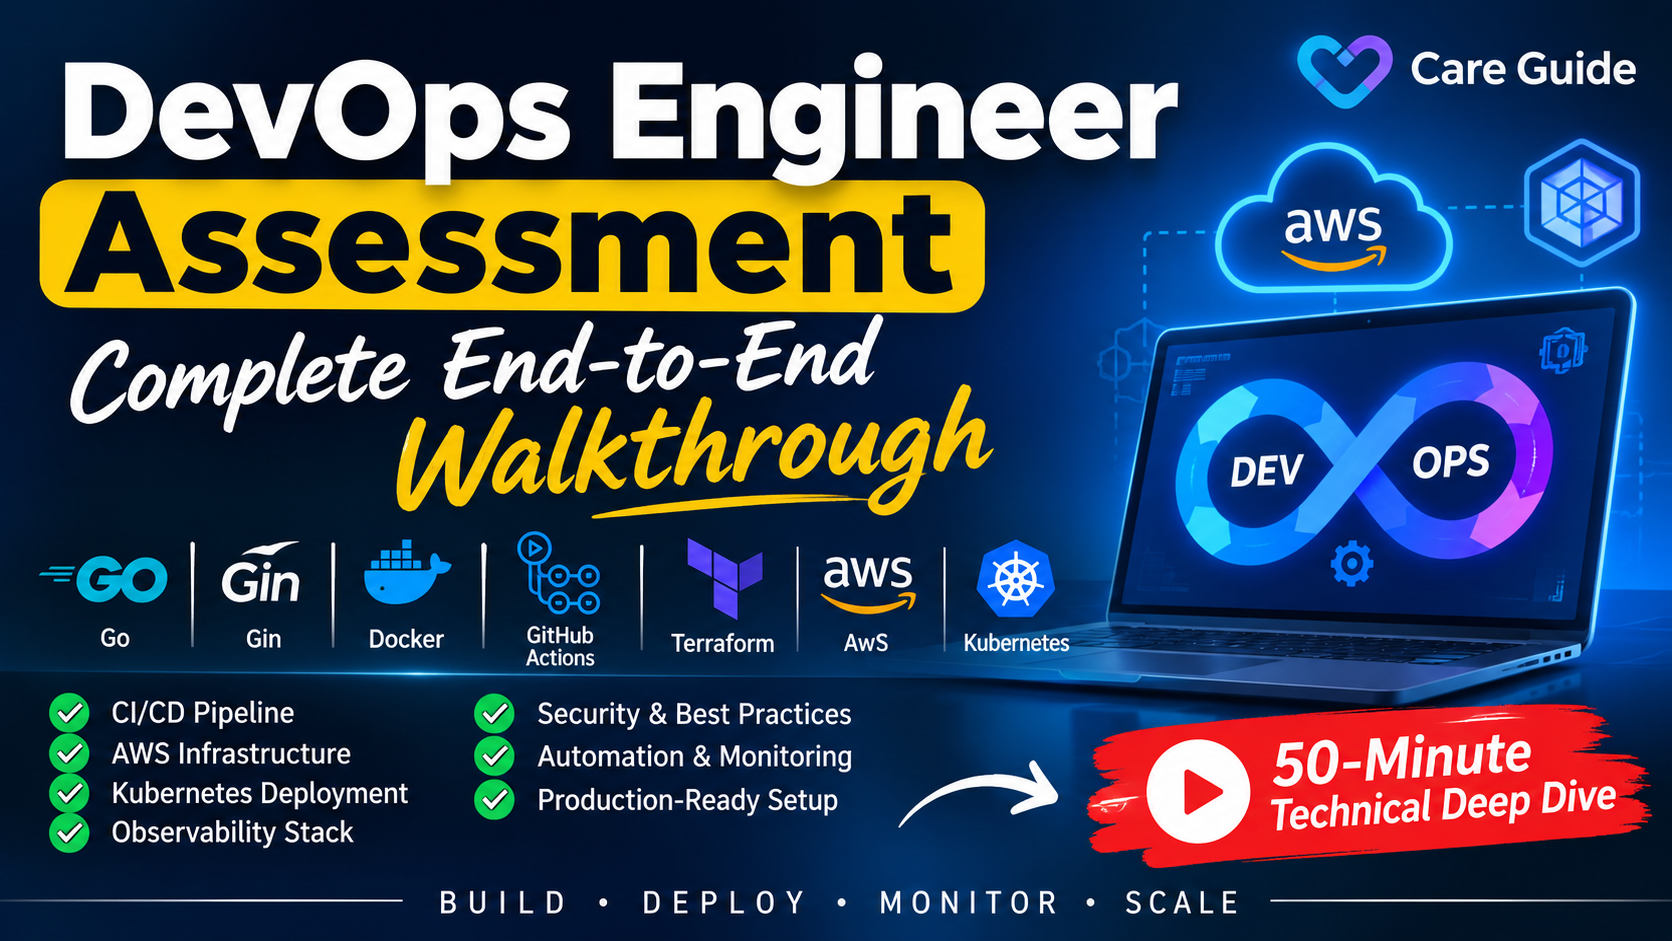 DevOps Engineer
Assessment
Complete End-to-End
Walkthrough
Care Guide
aws
DEV
OPS
GO
Go
Gin
Gin
Docker
GitHub
Actions
Terraform
aws
AwS
Kubernetes
CI/CD Pipeline
AWS Infrastructure
Kubernetes Deployment
Observability Stack
Security & Best Practices
Automation & Monitoring
Production-Ready Setup
50-Minute
Technical Deep Dive
BUILD • DEPLOY • MONITOR • SCALE